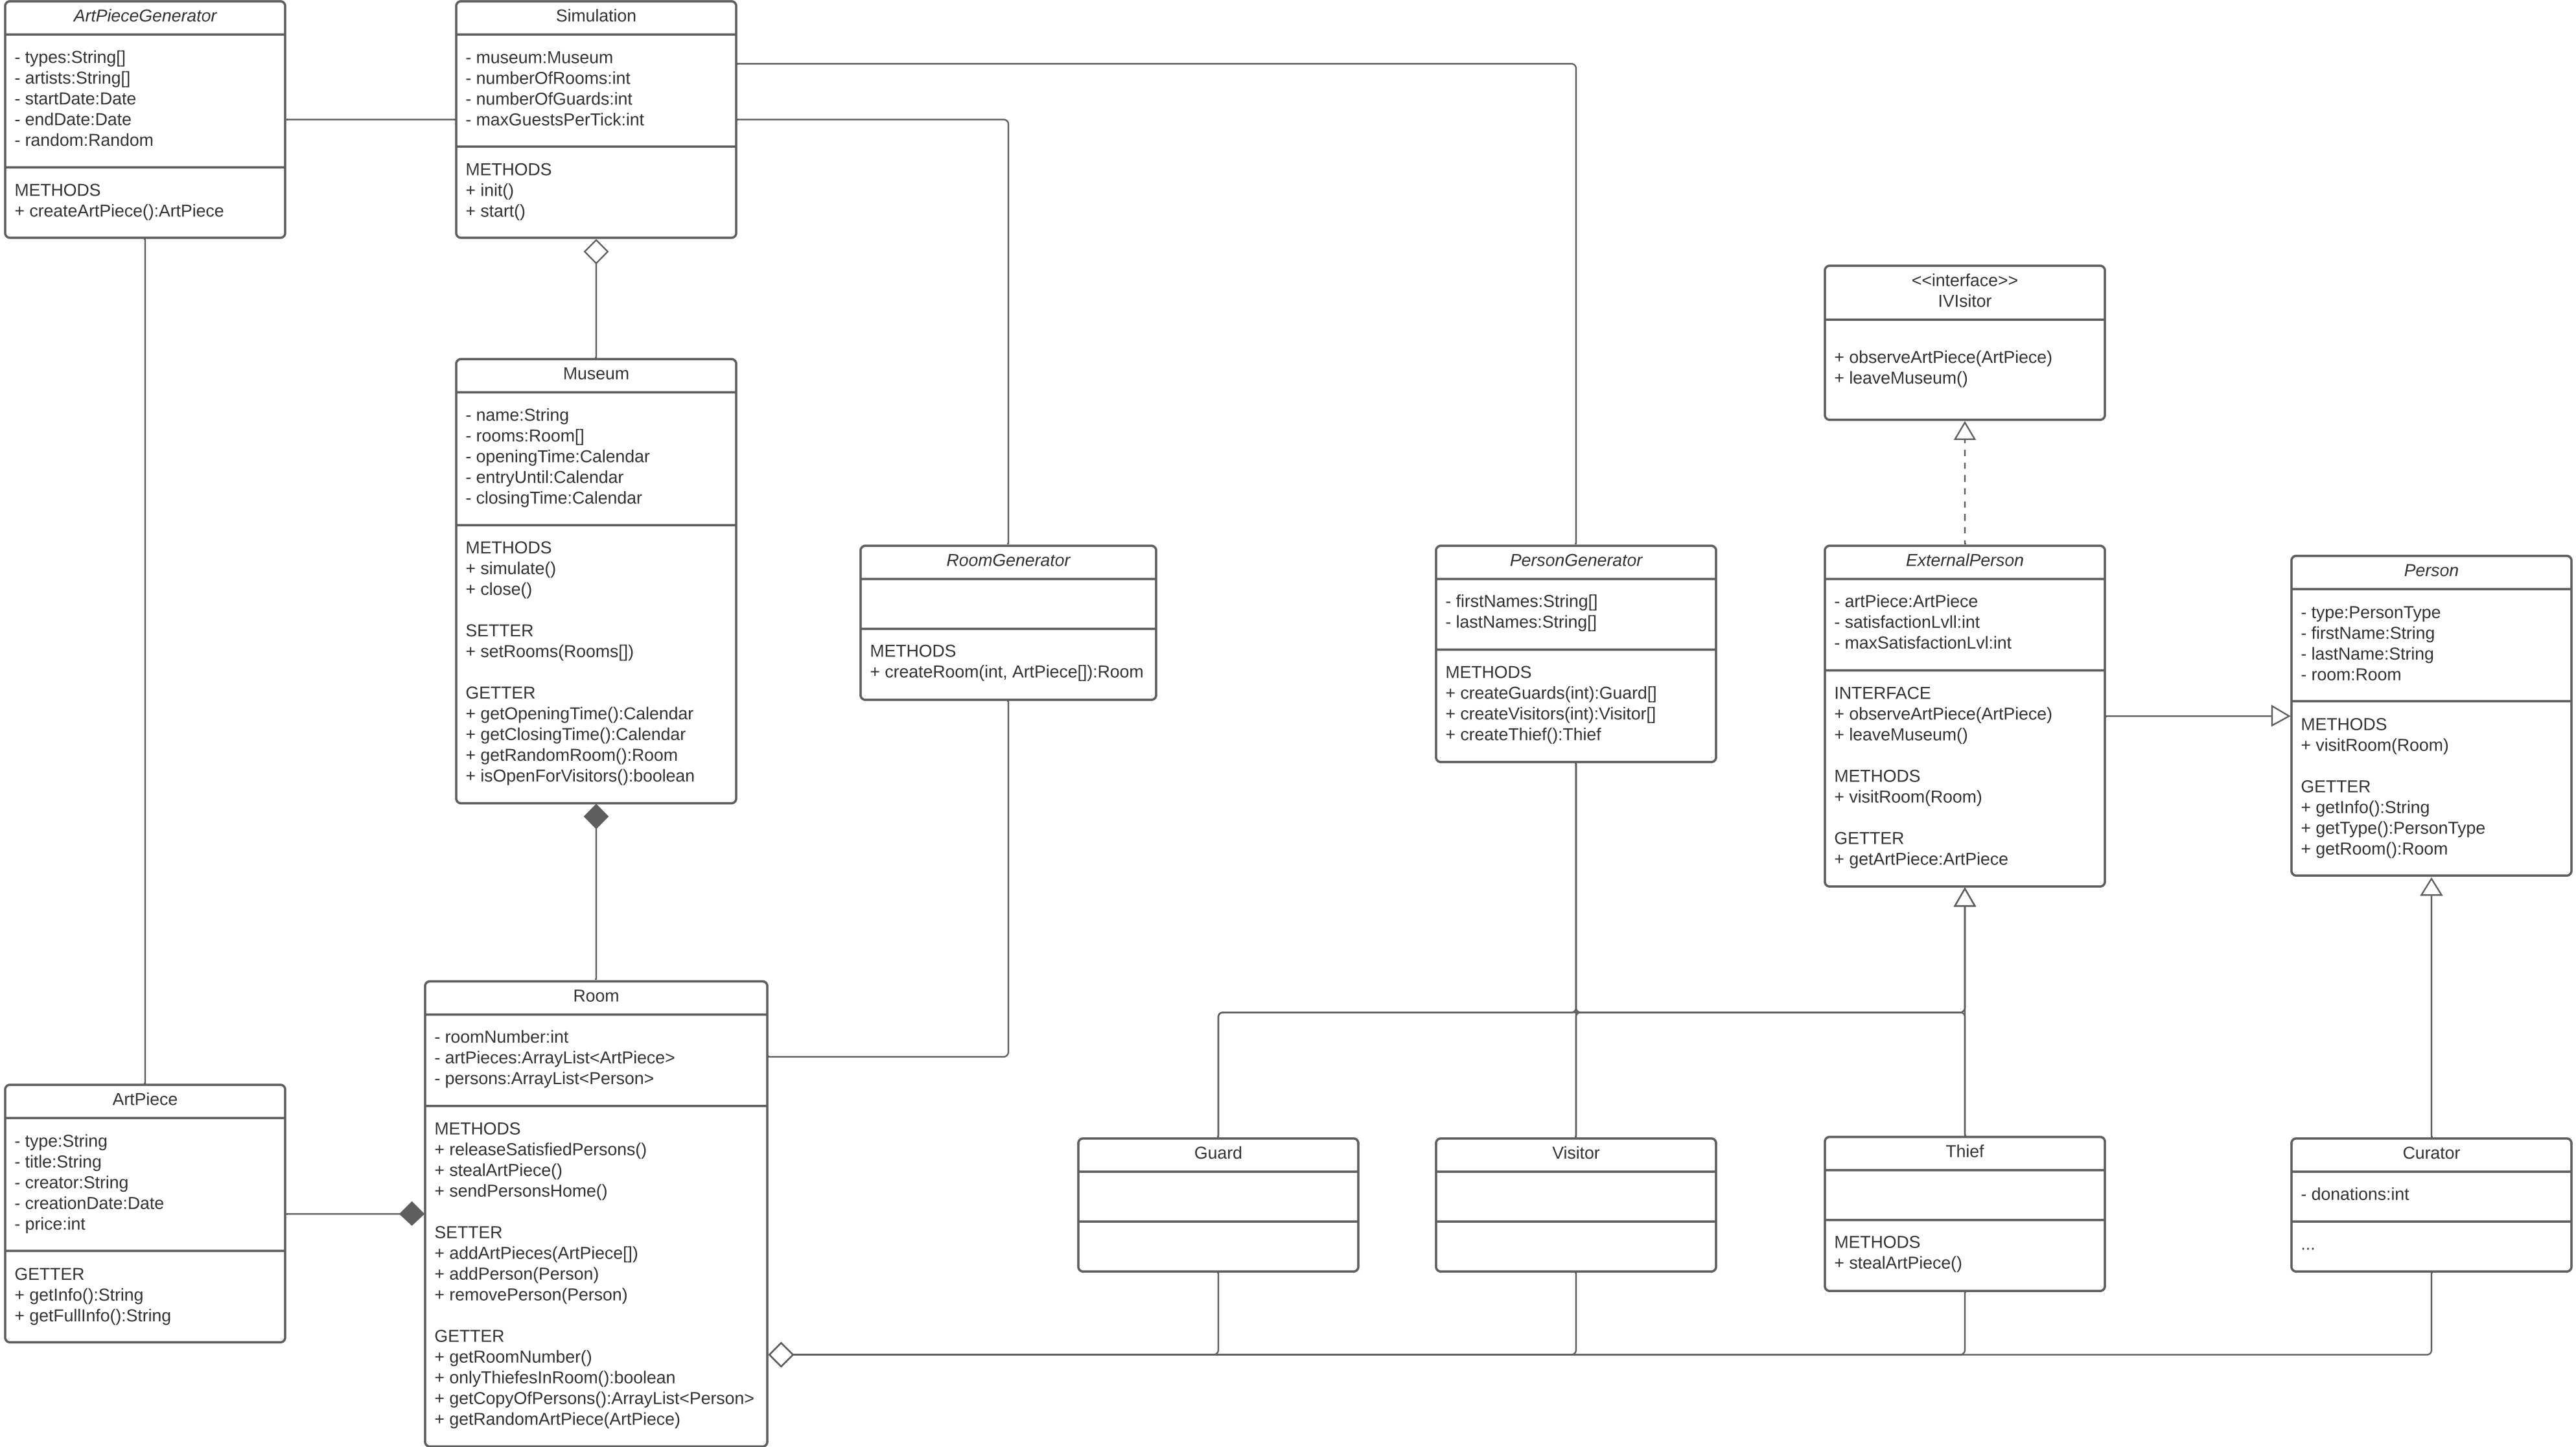 ArtPieceGenerator
- types:String[]
- artists:String[]
- startDate:Date
- endDate:Date
- random:Random
METHODS
+ createArtPiece():ArtPiece
Simulation
- museum:Museum
- numberOfRooms:int
- numberOfGuards:int
- maxGuestsPerTick:int
METHODS
+ init()
+ start()
<<interface>>
IVIsitor
+ observeArtPiece(ArtPiece)
+ leaveMuseum()
Museum
- name:String
- rooms:Room[]
- openingTime:Calendar
- entryUntil:Calendar
- closingTime:Calendar
METHODS
+ simulate()
+ close()
SETTER
+ setRooms(Rooms[])
GETTER
+ getOpeningTime():Calendar
+ getClosingTime():Calendar
+ getRandomRoom():Room
+ isOpenForVisitors():boolean
RoomGenerator
METHODS
+ createRoom(int, ArtPiece[]):Room
PersonGenerator
- firstNames:String[]
- lastNames:String[]
METHODS
+ createGuards(int):Guard[]
+ createVisitors(int):Visitor[]
+ createThief():Thief
ExternalPerson
- artPiece:ArtPiece
- satisfactionLvll:int
- maxSatisfactionLvl:int
INTERFACE
+ observeArtPiece(ArtPiece)
+ leaveMuseum()
METHODS
+ visitRoom(Room)
GETTER
+ getArtPiece:ArtPiece
Person
- type:PersonType
- firstName:String
- lastName:String
- room:Room
METHODS
+ visitRoom(Room)
GETTER
+ getInfo():String
+ getType():PersonType
+ getRoom():Room
ArtPiece
- type:String
- title:String
- creator:String
- creationDate:Date
- price:int
GETTER
+ getInfo():String
+ getFullInfo():String
Room
- roomNumber:int
- artPieces:ArrayList<ArtPiece>
- persons:ArrayList<Person>
METHODS
+ releaseSatisfiedPersons()
+ stealArtPiece()
+ sendPersonsHome()
SETTER
+ addArtPieces(ArtPiece[])
+ addPerson(Person)
+ removePerson(Person)
GETTER
+ getRoomNumber()
+ onlyThiefesInRoom():boolean
+ getCopyOfPersons():ArrayList<Person>
+ getRandomArtPiece(ArtPiece)
Guard
Visitor
Thief
METHODS
+ stealArtPiece()
Curator
- donations:int
...